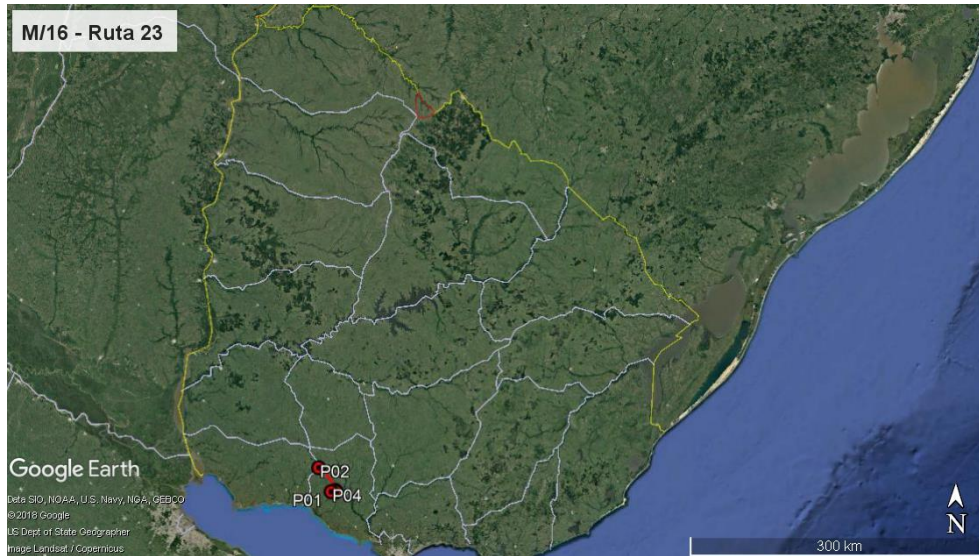 M/16 - Ruta 23
P02
P01
P04
Google Earth
Data SIO, NOAA, U.S. Navy, NGA, GEBCO
©2018 Google
US Dept of State Geographer
Image Landsat / Copernicus
N
300 km